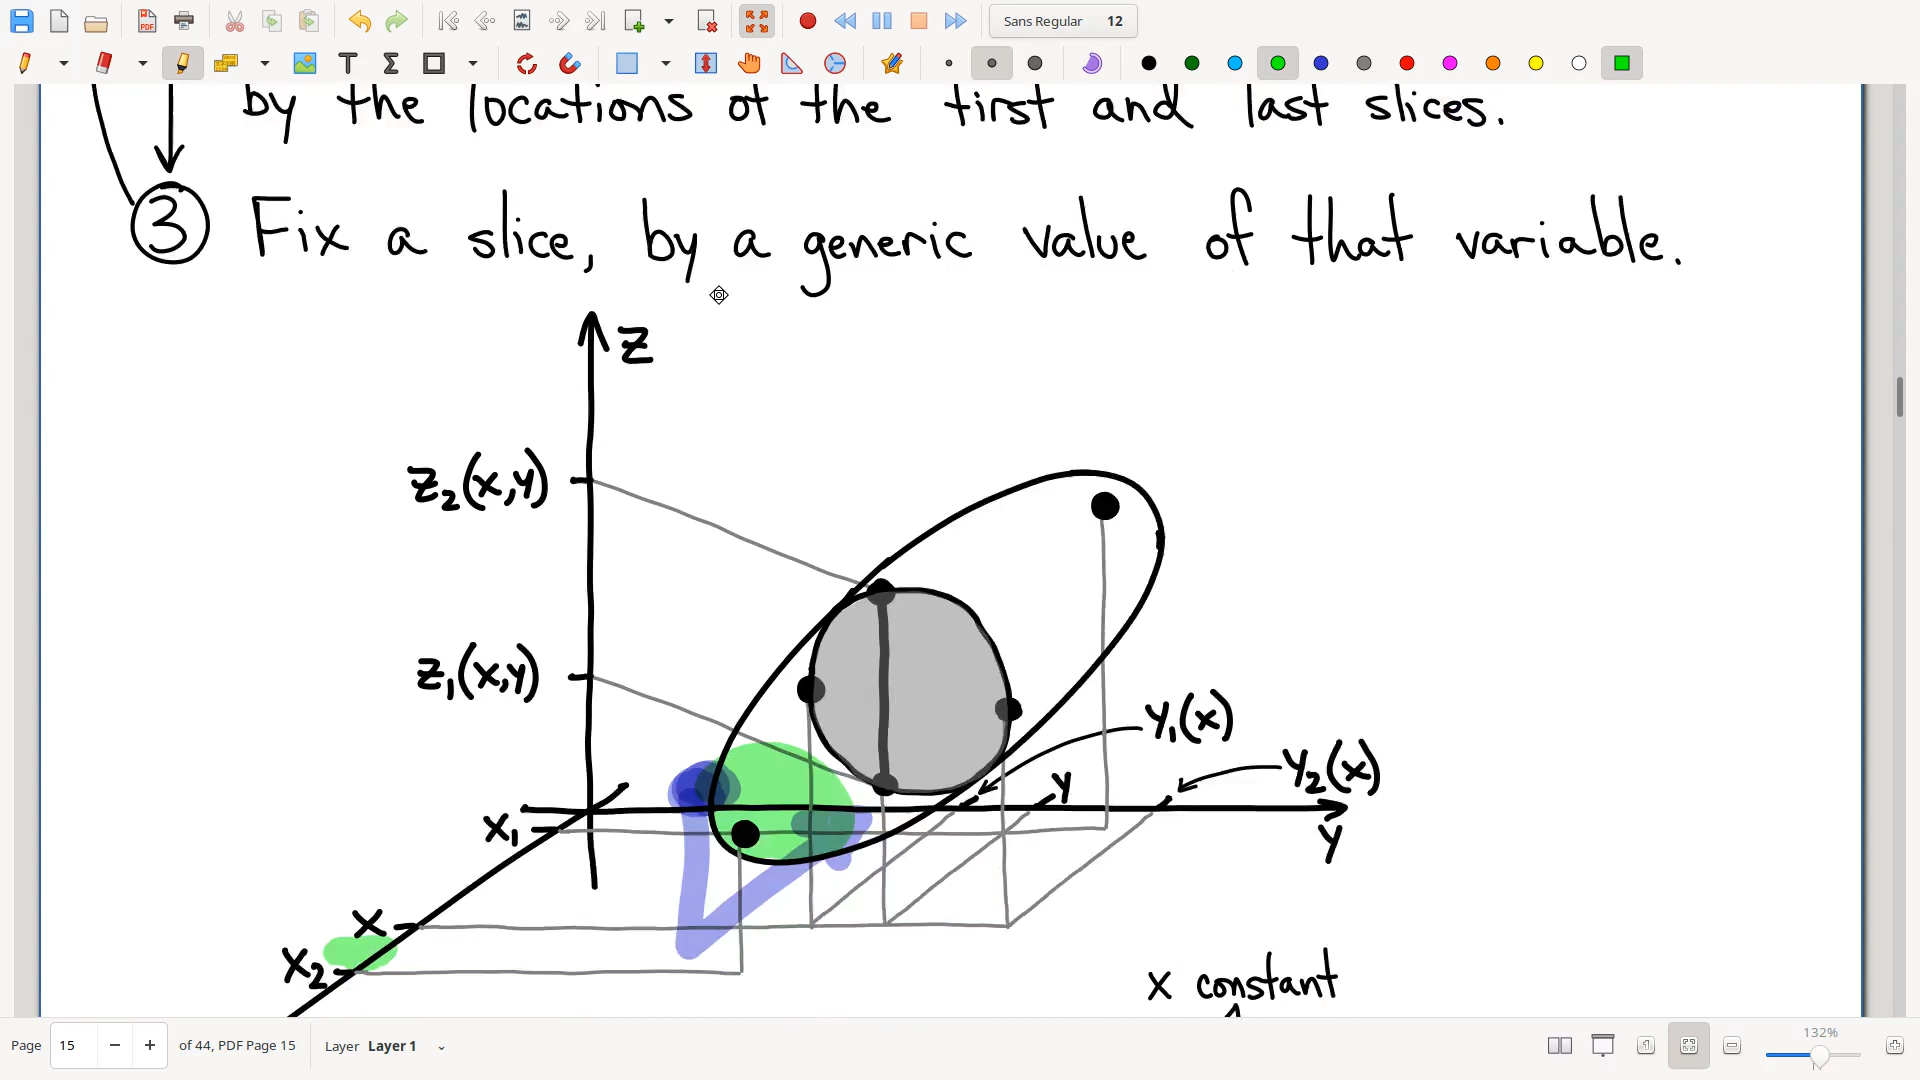 Sans Regular 12
by the locations of the first and last slices.
3 Fix a slice, by a generic value of that variable.
z
z₂(x,y)
z₁(x,y)
y₁(x)
y₂(x)
y
x₁
y
x
x₂
x constant
Page 15 − + of 44, PDF Page 15 Layer Layer 1
132%